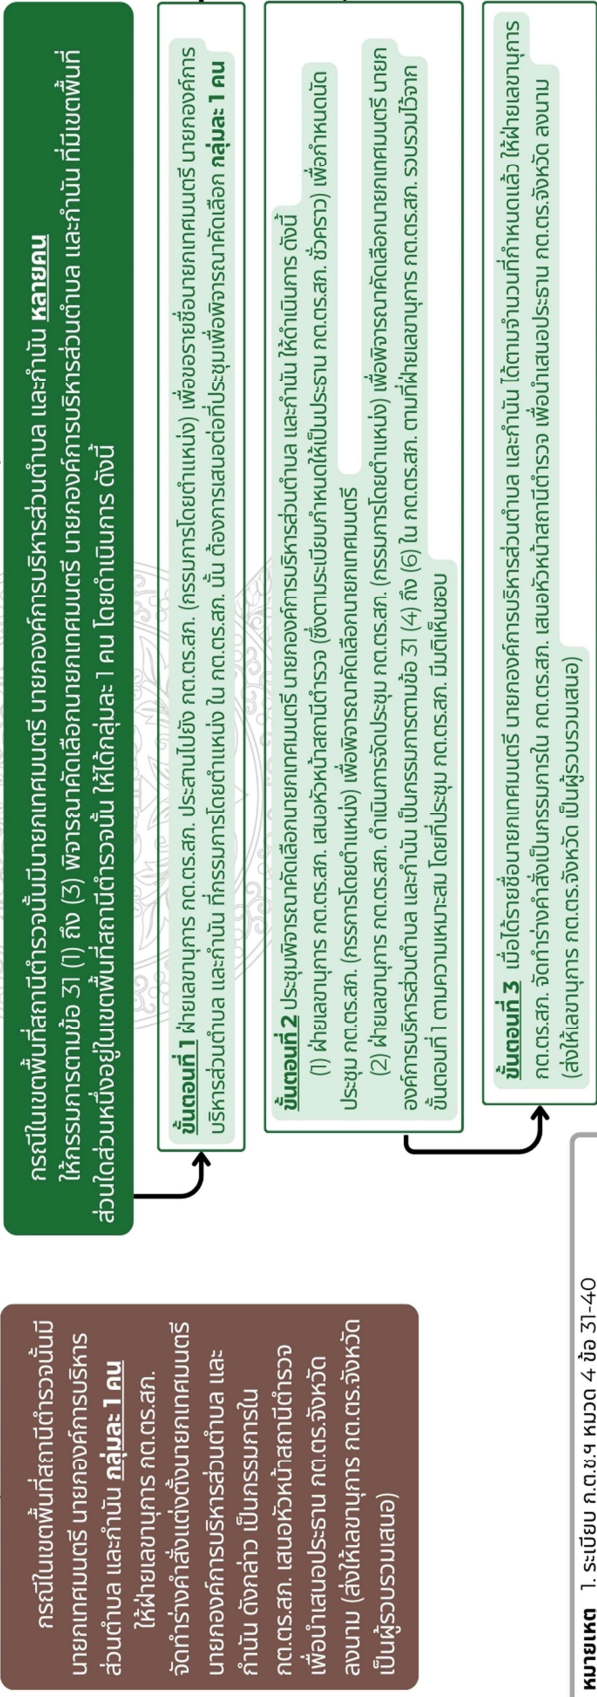 กรณีในเขตพื้นที่สถานีตำรวจนั้นมี
นายกเทศมนตรี นายกองค์การบริหาร
ส่วนตำบล และกำนัน กลุ่มละ 1 คน
ให้ฝ่ายเลขานุการ กต.ตร.สภ.
จัดทำร่างคำสั่งแต่งตั้งนายกเทศมนตรี
นายกองค์การบริหารส่วนตำบล และ
กำนัน ดังกล่าว เป็นกรรมการใน
กต.ตร.สภ. เสนอหัวหน้าสถานีตำรวจ
เพื่อนำเสนอประธาน กต.ตร.จังหวัด
ลงนาม (ส่งให้เลขานุการ กต.ตร.จังหวัด
เป็นผู้รวบรวมเสนอ)
กรณีในเขตพื้นที่สถานีตำรวจนั้นมีนายกเทศมนตรี นายกองค์การบริหารส่วนตำบล และกำนัน หลายคน
ให้กรรมการตามข้อ 31 (1) ถึง (3) พิจารณาคัดเลือกนายกเทศมนตรี นายกองค์การบริหารส่วนตำบล และกำนัน ที่มีเขตพื้นที่
ส่วนใดส่วนหนึ่งอยู่ในเขตพื้นที่สถานีตำรวจนั้น ให้ได้กลุ่มละ 1 คน โดยดำเนินการ ดังนี้
ขั้นตอนที่ 1 ฝ่ายเลขานุการ กต.ตร.สภ. ประสานไปยัง กต.ตร.สภ. (กรรมการโดยตำแหน่ง) เพื่อขอรายชื่อนายกเทศมนตรี นายกองค์การ
บริหารส่วนตำบล และกำนัน ที่กรรมการโดยตำแหน่ง ใน กต.ตร.สภ. นั้น ต้องการเสนอต่อที่ประชุมเพื่อพิจารณาคัดเลือก กลุ่มละ 1 คน
ขั้นตอนที่ 2 ประชุมพิจารณาคัดเลือกนายกเทศมนตรี นายกองค์การบริหารส่วนตำบล และกำนัน ให้ดำเนินการ ดังนี้
(1) ฝ่ายเลขานุการ กต.ตร.สภ. เสนอหัวหน้าสถานีตำรวจ (ซึ่งตามระเบียบกำหนดให้เป็นประธาน กต.ตร.สภ. ชั่วคราว) เพื่อกำหนดนัด
ประชุม กต.ตร.สภ. (กรรการโดยตำแหน่ง) เพื่อพิจารณาคัดเลือกนายกเทศมนตรี
(2) ฝ่ายเลขานุการ กต.ตร.สภ. ดำเนินการจัดประชุม กต.ตร.สภ. (กรรมการโดยตำแหน่ง) เพื่อพิจารณาคัดเลือกนายกเทศมนตรี นายก
องค์การบริหารส่วนตำบล และกำนัน เป็นกรรมการตามข้อ 31 (4) ถึง (6) ใน กต.ตร.สภ. ตามที่ฝ่ายเลขานุการ กต.ตร.สภ. รวบรวมไว้จาก
ขั้นตอนที่ 1 ตามความเหมาะสม โดยที่ประชุม กต.ตร.สภ. มีมติเห็นชอบ
ขั้นตอนที่ 3 เมื่อได้รายชื่อนายกเทศมนตรี นายกองค์การบริหารส่วนตำบล และกำนัน ได้ตามจำนวนที่กำหนดแล้ว ให้ฝ่ายเลขานุการ
กต.ตร.สภ. จัดทำร่างคำสั่งเป็นกรรมการใน กต.ตร.สภ. เสนอหัวหน้าสถานีตำรวจ เพื่อนำเสนอประธาน กต.ตร.จังหวัด ลงนาม
(ส่งให้เลขานุการ กต.ตร.จังหวัด เป็นผู้รวบรวมเสนอ)
หมายเหตุ 1. ระเบียบ ก.ต.ช.ฯ หมวด 4 ข้อ 31-40